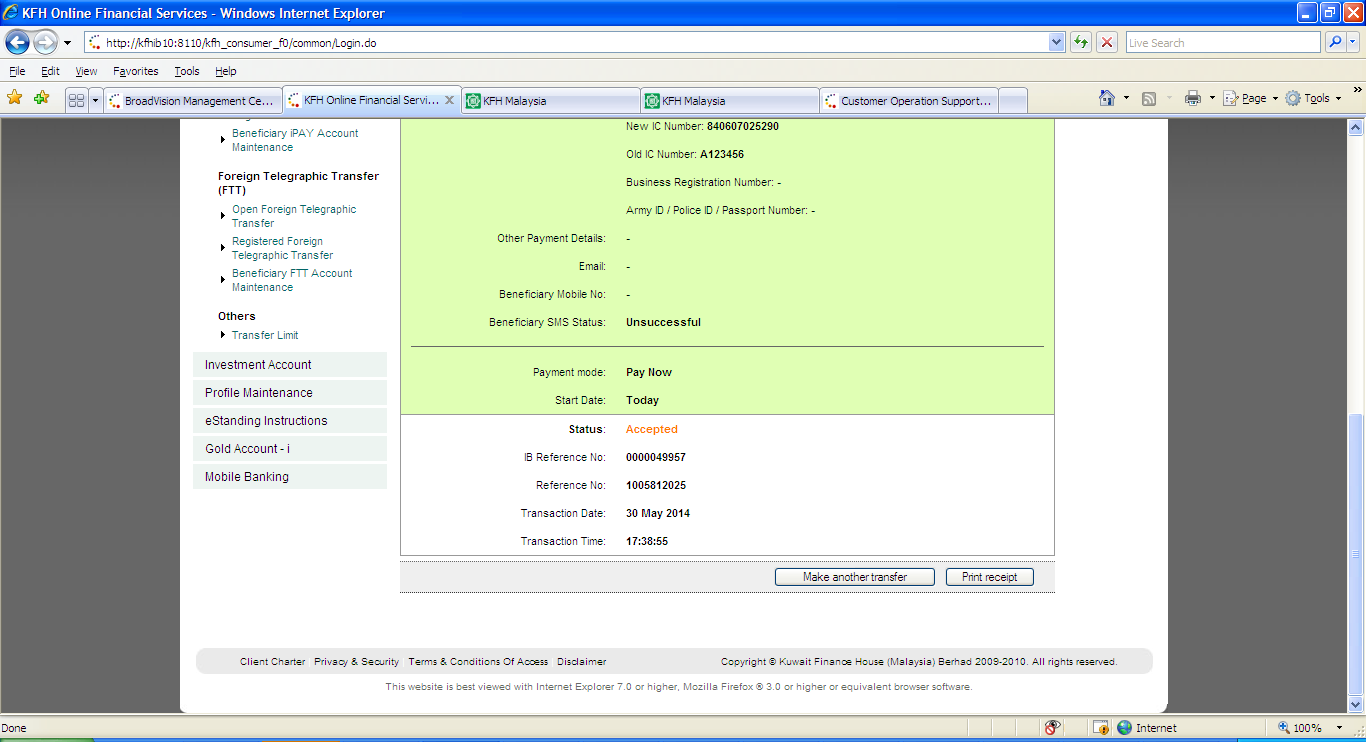 KFH Online Financial Services - Windows Internet Explorer
http://kfhib10:8110/kfh_consumer_f0/common/Login.do
Live Search
File Edit View Favorites Tools Help
BroadVision Management Ce...
KFH Online Financial Servi...
KFH Malaysia
KFH Malaysia
Customer Operation Support...
Page
Tools
Beneficiary iPAY Account
Maintenance
Foreign Telegraphic Transfer
(FTT)
Open Foreign Telegraphic
Transfer
Registered Foreign
Telegraphic Transfer
Beneficiary FTT Account
Maintenance
Others
Transfer Limit
Investment Account
Profile Maintenance
eStanding Instructions
Gold Account - i
Mobile Banking
New IC Number: 840607025290
Old IC Number: A123456
Business Registration Number: -
Army ID / Police ID / Passport Number: -
Other Payment Details: -
Email: -
Beneficiary Mobile No: -
Beneficiary SMS Status: Unsuccessful
Payment mode: Pay Now
Start Date: Today
Status: Accepted
IB Reference No: 0000049957
Reference No: 1005812025
Transaction Date: 30 May 2014
Transaction Time: 17:38:55
Make another transfer
Print receipt
Client Charter Privacy & Security Terms & Conditions Of Access Disclaimer
Copyright © Kuwait Finance House (Malaysia) Berhad 2009-2010. All rights reserved.
This website is best viewed with Internet Explorer 7.0 or higher, Mozilla Firefox ® 3.0 or higher or equivalent browser software.
Done
Internet
100%